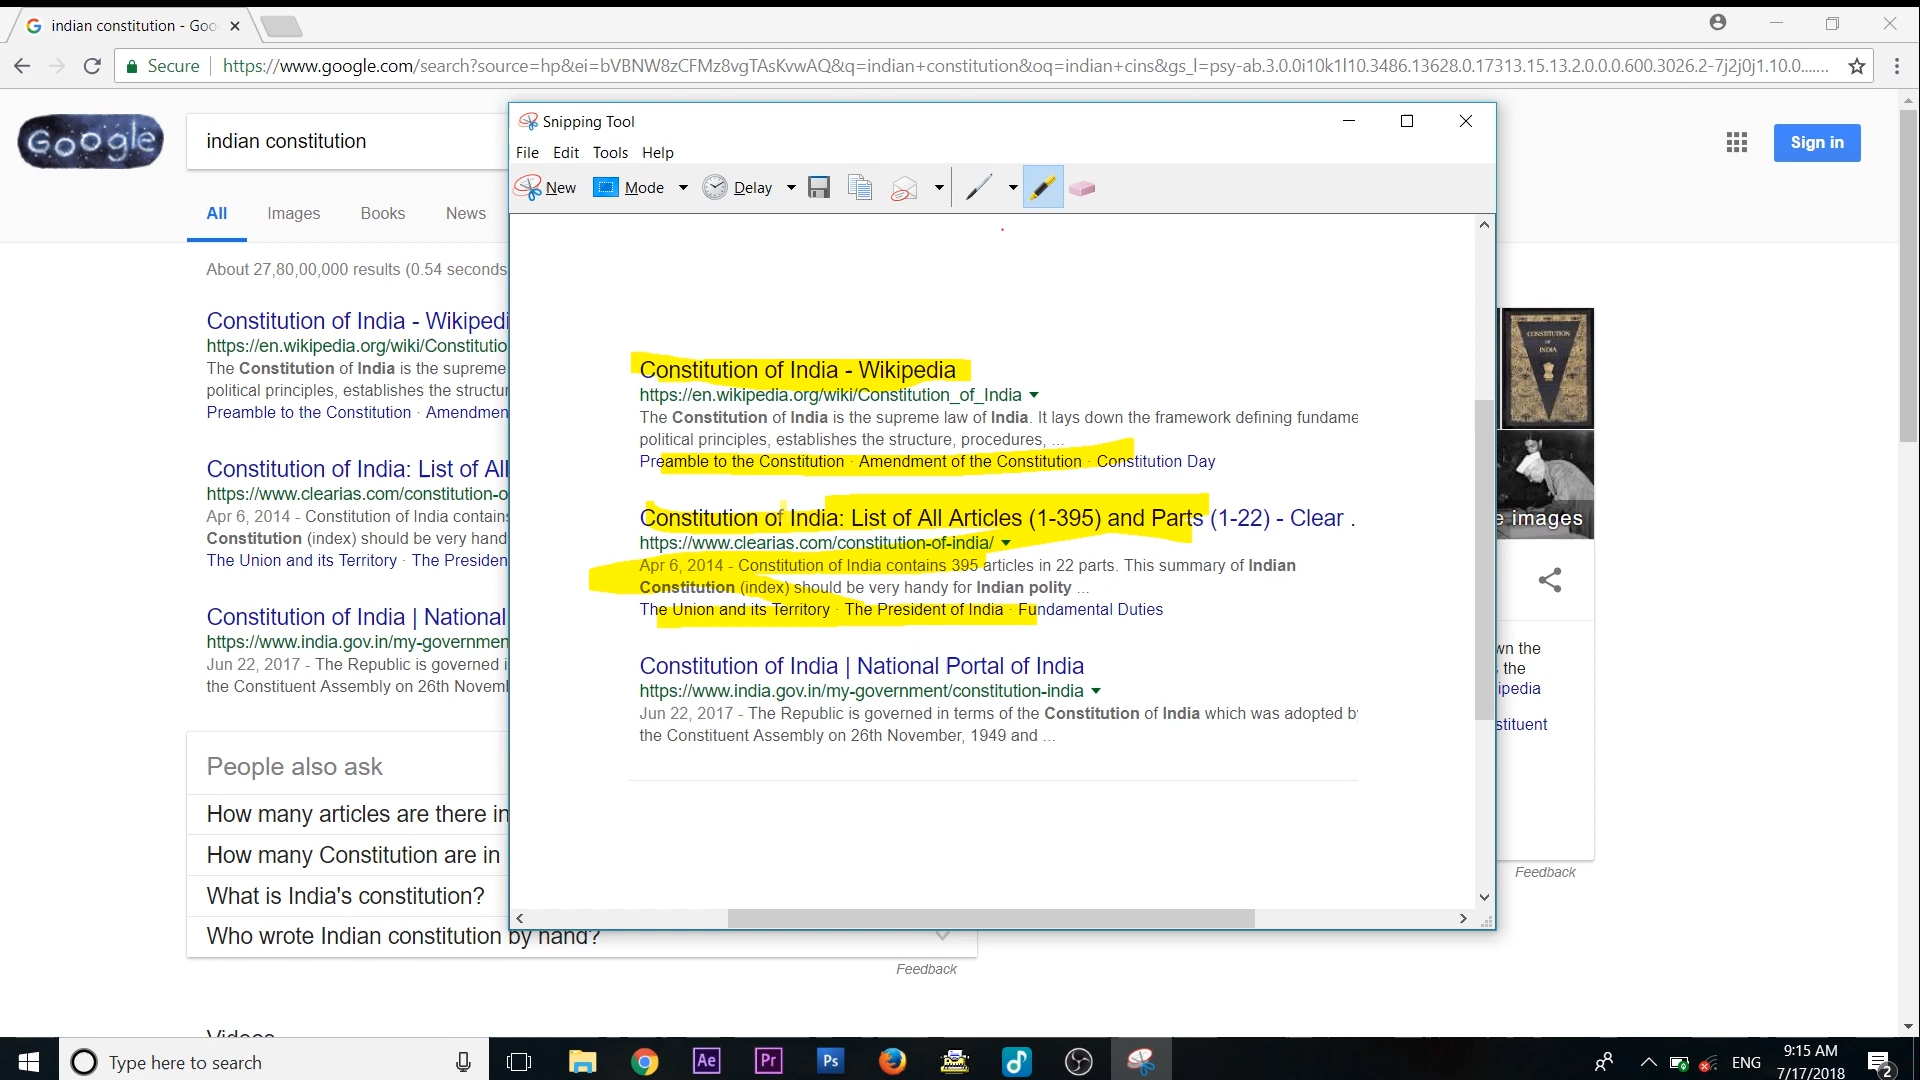 indian constitution - Goo
Secure
https://www.google.com/search?source=hp&ei=bVBNW8zCFMz8vgTAsKvwAQ&q=indian+constitution&oq=indian+cins&gs_l=psy-ab.3.0.0i10k1l10.3486.13628.0.17313.15.13.2.0.0.0.600.3026.2-7j2j0j1.10.0.......
Google
indian constitution
Sign in
All Images Books News
About 27,80,00,000 results (0.54 seconds
Constitution of India - Wikipedi
https://en.wikipedia.org/wiki/Constitutio
The Constitution of India is the supreme
political principles, establishes the structur
Preamble to the Constitution · Amendmen
Constitution of India: List of All
https://www.clearias.com/constitution-o
Apr 6, 2014 - Constitution of India contains
Constitution (index) should be very hand
The Union and its Territory · The Presiden
Constitution of India | National
https://www.india.gov.in/my-governmen
Jun 22, 2017 - The Republic is governed i
the Constituent Assembly on 26th Novem
People also ask
How many articles are there in
How many Constitution are in
What is India's constitution?
Who wrote Indian constitution by hand?
Feedback
Videos
Snipping Tool
File Edit Tools Help
New Mode Delay
Constitution of India - Wikipedia
https://en.wikipedia.org/wiki/Constitution_of_India
The Constitution of India is the supreme law of India. It lays down the framework defining fundame
political principles, establishes the structure, procedures, ...
Preamble to the Constitution · Amendment of the Constitution · Constitution Day
Constitution of India: List of All Articles (1-395) and Parts (1-22) - Clear .
https://www.clearias.com/constitution-of-india/
Apr 6, 2014 - Constitution of India contains 395 articles in 22 parts. This summary of Indian
Constitution (index) should be very handy for Indian polity ...
The Union and its Territory · The President of India · Fundamental Duties
Constitution of India | National Portal of India
https://www.india.gov.in/my-government/constitution-india
Jun 22, 2017 - The Republic is governed in terms of the Constitution of India which was adopted by
the Constituent Assembly on 26th November, 1949 and ...
CONSTITUTION
OF
INDIA
e images
wn the
the
ipedia
stituent
Feedback
Type here to search
Ae
Pr
Ps
ENG
9:15 AM
7/17/2018
2